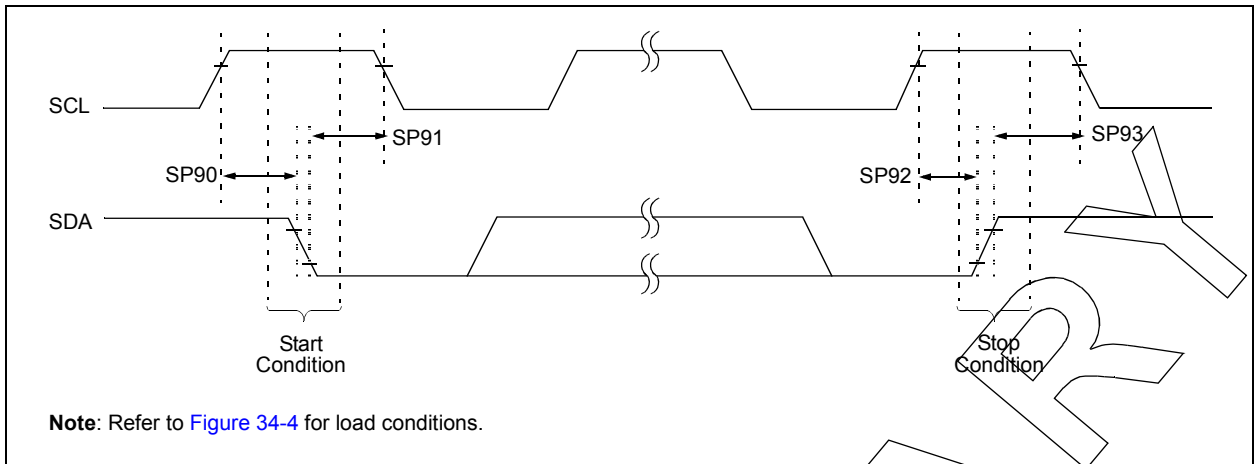 SCL
SP91
SP93
SP90
SP92
SDA
Start
Condition
Stop
Condition
Note: Refer to Figure 34-4 for load conditions.
R
Y